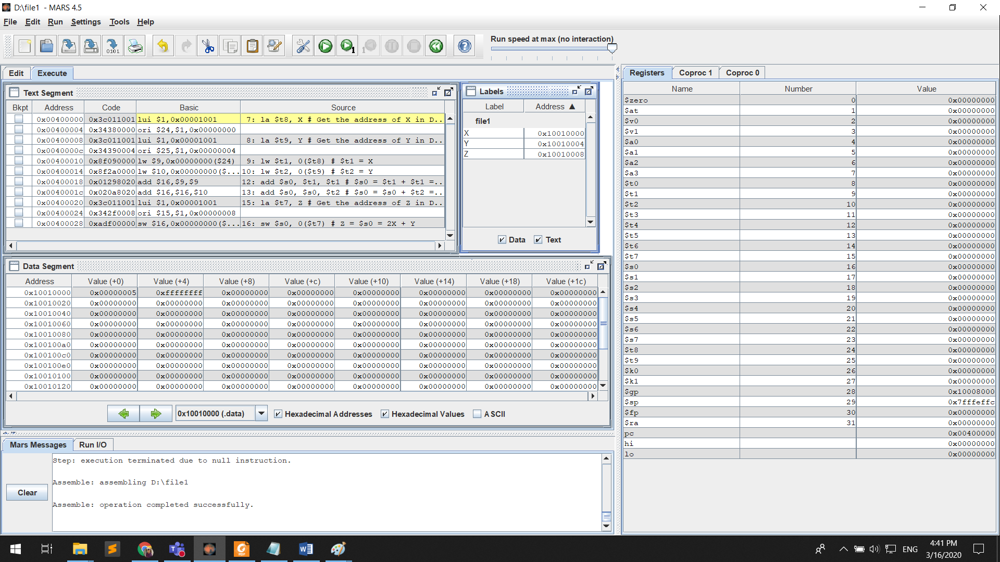 D:\file1 - MARS 4.5
File Edit Run Settings Tools Help
Run speed at max (no interaction)
Edit Execute
Text Segment
Bkpt Address Code Basic Source
0x00400000 0x3c011001 lui $1,0x00001001 7: la $t8, X # Get the address of X in D..
0x00400004 0x34380000 ori $24,$1,0x00000000
0x00400008 0x3c011001 lui $1,0x00001001 8: la $t9, Y # Get the address of Y in D..
0x0040000c 0x34390004 ori $25,$1,0x00000004
0x00400010 0x8f090000 lw $9,0x00000000($24) 9: lw $t1, 0($t8) # $t1 = X
0x00400014 0x8f2a0000 lw $10,0x00000000($... 10: lw $t2, 0($t9) # $t2 = Y
0x00400018 0x01298020 add $16,$9,$9 12: add $s0, $t1, $t1 # $s0 = $t1 + $t1 =..
0x0040001c 0x020a8020 add $16,$16,$10 13: add $s0, $s0, $t2 # $s0 = $s0 + $t2 =..
0x00400020 0x3c011001 lui $1,0x00001001 15: la $t7, Z # Get the address of Z in D..
0x00400024 0x342f0008 ori $15,$1,0x00000008
0x00400028 0xadf00000 sw $16,0x00000000($... 16: sw $s0, 0($t7) # Z = $s0 = 2X + Y
Labels
Label Address ▲
file1
X 0x10010000
Y 0x10010004
Z 0x10010008
Data Text
Data Segment
Address Value (+0) Value (+4) Value (+8) Value (+c) Value (+10) Value (+14) Value (+18) Value (+1c)
0x10010000 0x00000005 0xffffffff 0x00000000 0x00000000 0x00000000 0x00000000 0x00000000 0x00000000
0x10010020 0x00000000 0x00000000 0x00000000 0x00000000 0x00000000 0x00000000 0x00000000 0x00000000
0x10010040 0x00000000 0x00000000 0x00000000 0x00000000 0x00000000 0x00000000 0x00000000 0x00000000
0x10010060 0x00000000 0x00000000 0x00000000 0x00000000 0x00000000 0x00000000 0x00000000 0x00000000
0x10010080 0x00000000 0x00000000 0x00000000 0x00000000 0x00000000 0x00000000 0x00000000 0x00000000
0x100100a0 0x00000000 0x00000000 0x00000000 0x00000000 0x00000000 0x00000000 0x00000000 0x00000000
0x100100c0 0x00000000 0x00000000 0x00000000 0x00000000 0x00000000 0x00000000 0x00000000 0x00000000
0x100100e0 0x00000000 0x00000000 0x00000000 0x00000000 0x00000000 0x00000000 0x00000000 0x00000000
0x10010100 0x00000000 0x00000000 0x00000000 0x00000000 0x00000000 0x00000000 0x00000000 0x00000000
0x10010120 0x00000000 0x00000000 0x00000000 0x00000000 0x00000000 0x00000000 0x00000000 0x00000000
0x10010000 (.data) Hexadecimal Addresses Hexadecimal Values ASCII
Mars Messages Run I/O
Step: execution terminated due to null instruction.
Assemble: assembling D:\file1
Assemble: operation completed successfully.
Clear
Registers Coproc 1 Coproc 0
Name Number Value
$zero 0 0x00000000
$at 1 0x00000000
$v0 2 0x00000000
$v1 3 0x00000000
$a0 4 0x00000000
$a1 5 0x00000000
$a2 6 0x00000000
$a3 7 0x00000000
$t0 8 0x00000000
$t1 9 0x00000000
$t2 10 0x00000000
$t3 11 0x00000000
$t4 12 0x00000000
$t5 13 0x00000000
$t6 14 0x00000000
$t7 15 0x00000000
$s0 16 0x00000000
$s1 17 0x00000000
$s2 18 0x00000000
$s3 19 0x00000000
$s4 20 0x00000000
$s5 21 0x00000000
$s6 22 0x00000000
$s7 23 0x00000000
$t8 24 0x00000000
$t9 25 0x00000000
$k0 26 0x00000000
$k1 27 0x00000000
$gp 28 0x10008000
$sp 29 0x7fffeffc
$fp 30 0x00000000
$ra 31 0x00000000
pc 0x00400000
hi 0x00000000
lo 0x00000000
ENG
4:41 PM
3/16/2020